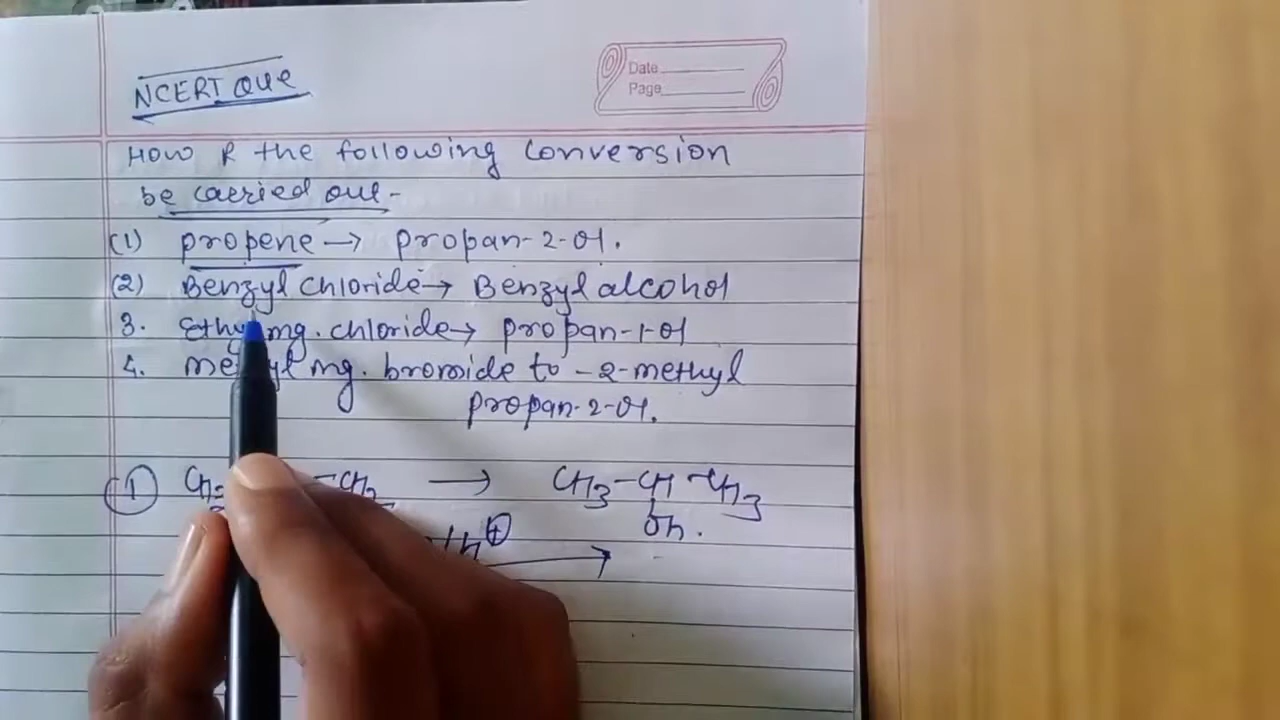 NCERT Que
Date
Page
How R the following conversion
be carried out-
(1) propene → propan-2-ol.
(2) Benzyl chloride → Benzyl alcohol
3. Ethyl mg. chloride → propan-1-ol
4. methyl mg. bromide to -2-methyl
propan-2-ol.
① CH3 -CH2 → CH3-CH-CH3
Oh.
/h⊕ →